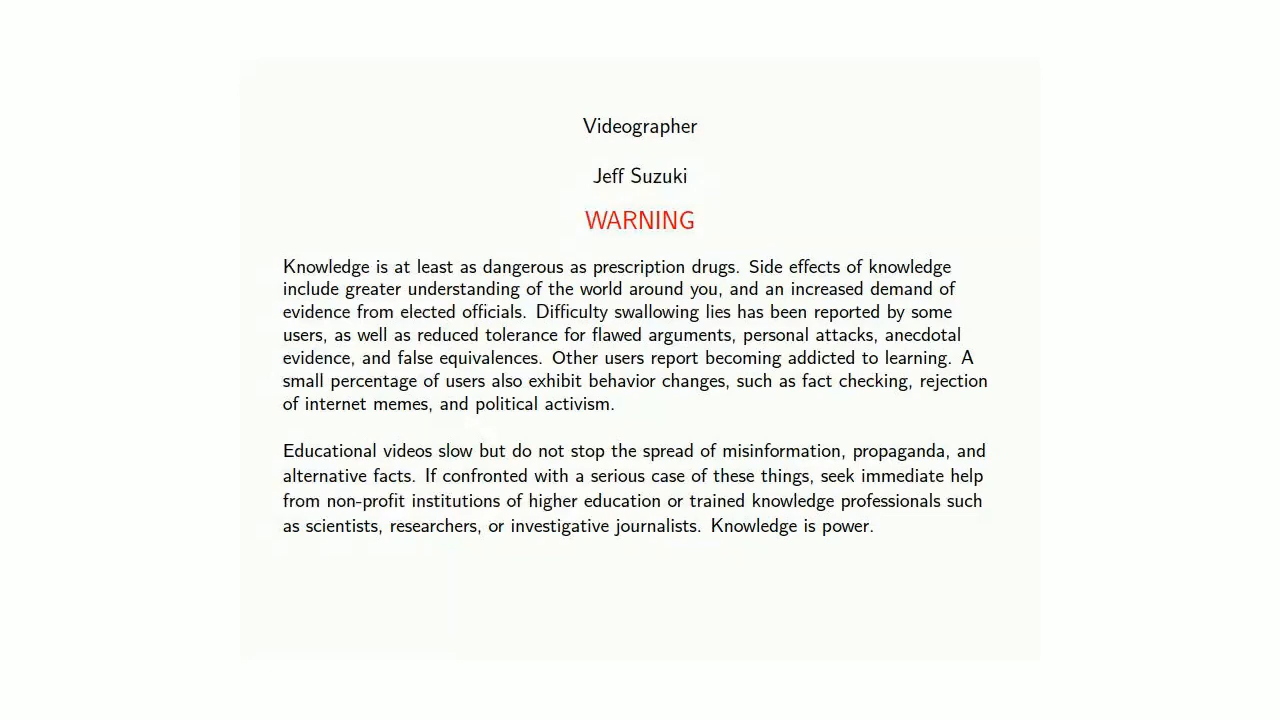 Videographer
Jeff Suzuki
WARNING
Knowledge is at least as dangerous as prescription drugs. Side effects of knowledge
include greater understanding of the world around you, and an increased demand of
evidence from elected officials. Difficulty swallowing lies has been reported by some
users, as well as reduced tolerance for flawed arguments, personal attacks, anecdotal
evidence, and false equivalences. Other users report becoming addicted to learning. A
small percentage of users also exhibit behavior changes, such as fact checking, rejection
of internet memes, and political activism.
Educational videos slow but do not stop the spread of misinformation, propaganda, and
alternative facts. If confronted with a serious case of these things, seek immediate help
from non-profit institutions of higher education or trained knowledge professionals such
as scientists, researchers, or investigative journalists. Knowledge is power.